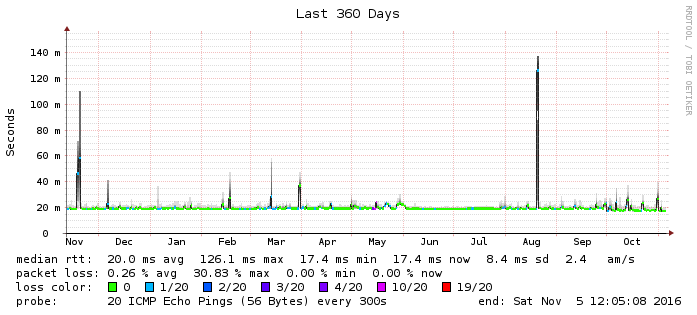 Last 360 Days
RRDTOOL / TOBI OETIKER
Seconds
140 m
120 m
100 m
80 m
60 m
40 m
20 m
0
Nov Dec Jan Feb Mar Apr May Jun Jul Aug Sep Oct
median rtt: 20.0 ms avg 126.1 ms max 17.4 ms min 17.4 ms now 8.4 ms sd 2.4 am/s
packet loss: 0.26 % avg 30.83 % max 0.00 % min 0.00 % now
loss color: 0 1/20 2/20 3/20 4/20 10/20 19/20
probe: 20 ICMP Echo Pings (56 Bytes) every 300s end: Sat Nov 5 12:05:08 2016